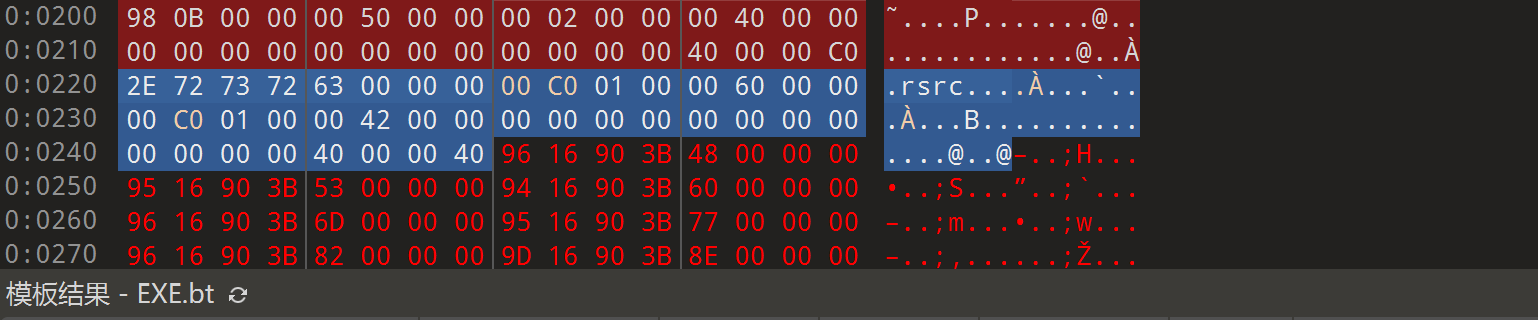 0:0200 98 0B 00 00 00 50 00 00 00 02 00 00 00 40 00 00 ˜....P.......@..
0:0210 00 00 00 00 00 00 00 00 00 00 00 00 40 00 00 C0 ............@..À
0:0220 2E 72 73 72 63 00 00 00 00 C0 01 00 00 60 00 00 .rsrc....À...`..
0:0230 00 C0 01 00 00 42 00 00 00 00 00 00 00 00 00 00 .À...B..........
0:0240 00 00 00 00 40 00 00 40 96 16 90 3B 48 00 00 00 ....@..@–..;H...
0:0250 95 16 90 3B 53 00 00 00 94 16 90 3B 60 00 00 00 •..;S...”..;`...
0:0260 96 16 90 3B 6D 00 00 00 95 16 90 3B 77 00 00 00 –..;m...•..;w...
0:0270 96 16 90 3B 82 00 00 00 9D 16 90 3B 8E 00 00 00 –..;‚......;Ž...
模板结果 - EXE.bt